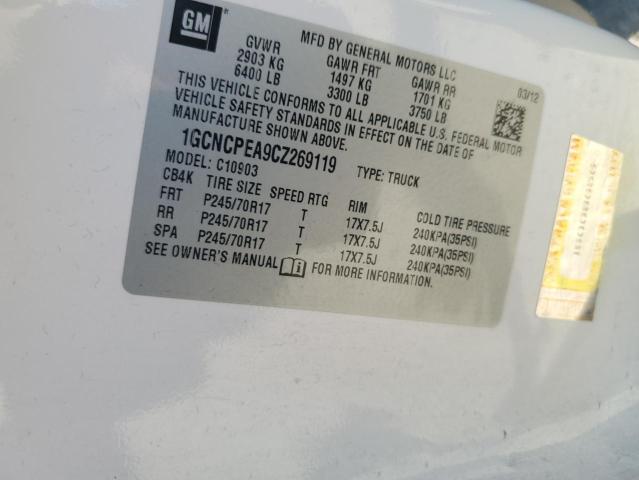 GM
MFD BY GENERAL MOTORS LLC
03/12
GVWR GAWR FRT GAWR RR
2903 KG 1497 KG 1701 KG
6400 LB 3300 LB 3750 LB
THIS VEHICLE CONFORMS TO ALL APPLICABLE U.S. FEDERAL MOTOR
VEHICLE SAFETY STANDARDS IN EFFECT ON THE DATE OF
MANUFACTURE SHOWN ABOVE.
1GCNCPEA9CZ269119
MODEL: C10903 TYPE: TRUCK
CB4K TIRE SIZE SPEED RTG RIM COLD TIRE PRESSURE
FRT P245/70R17 T 17X7.5J 240KPA(35PSI)
RR P245/70R17 T 17X7.5J 240KPA(35PSI)
SPA P245/70R17 T 17X7.5J 240KPA(35PSI)
SEE OWNER'S MANUAL FOR MORE INFORMATION.